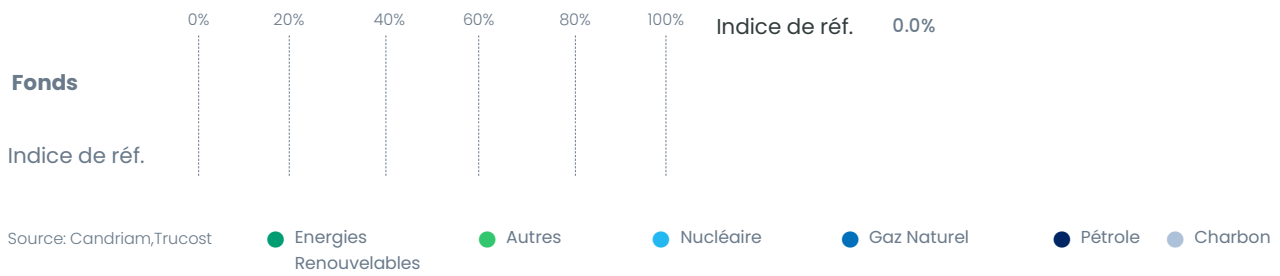 0% 20% 40% 60% 80% 100%
Indice de réf. 0.0%
Fonds
Indice de réf.
Source: Candriam,Trucost
Energies
Renouvelables
Autres
Nucléaire
Gaz Naturel
Pétrole
Charbon